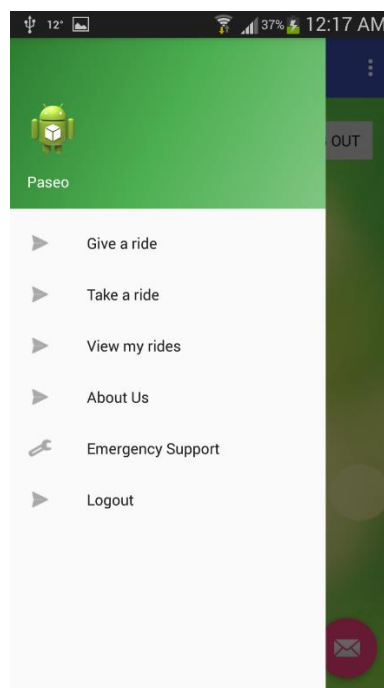 12° 37% 12:17 AM
OUT
Paseo
Give a ride
Take a ride
View my rides
About Us
Emergency Support
Logout